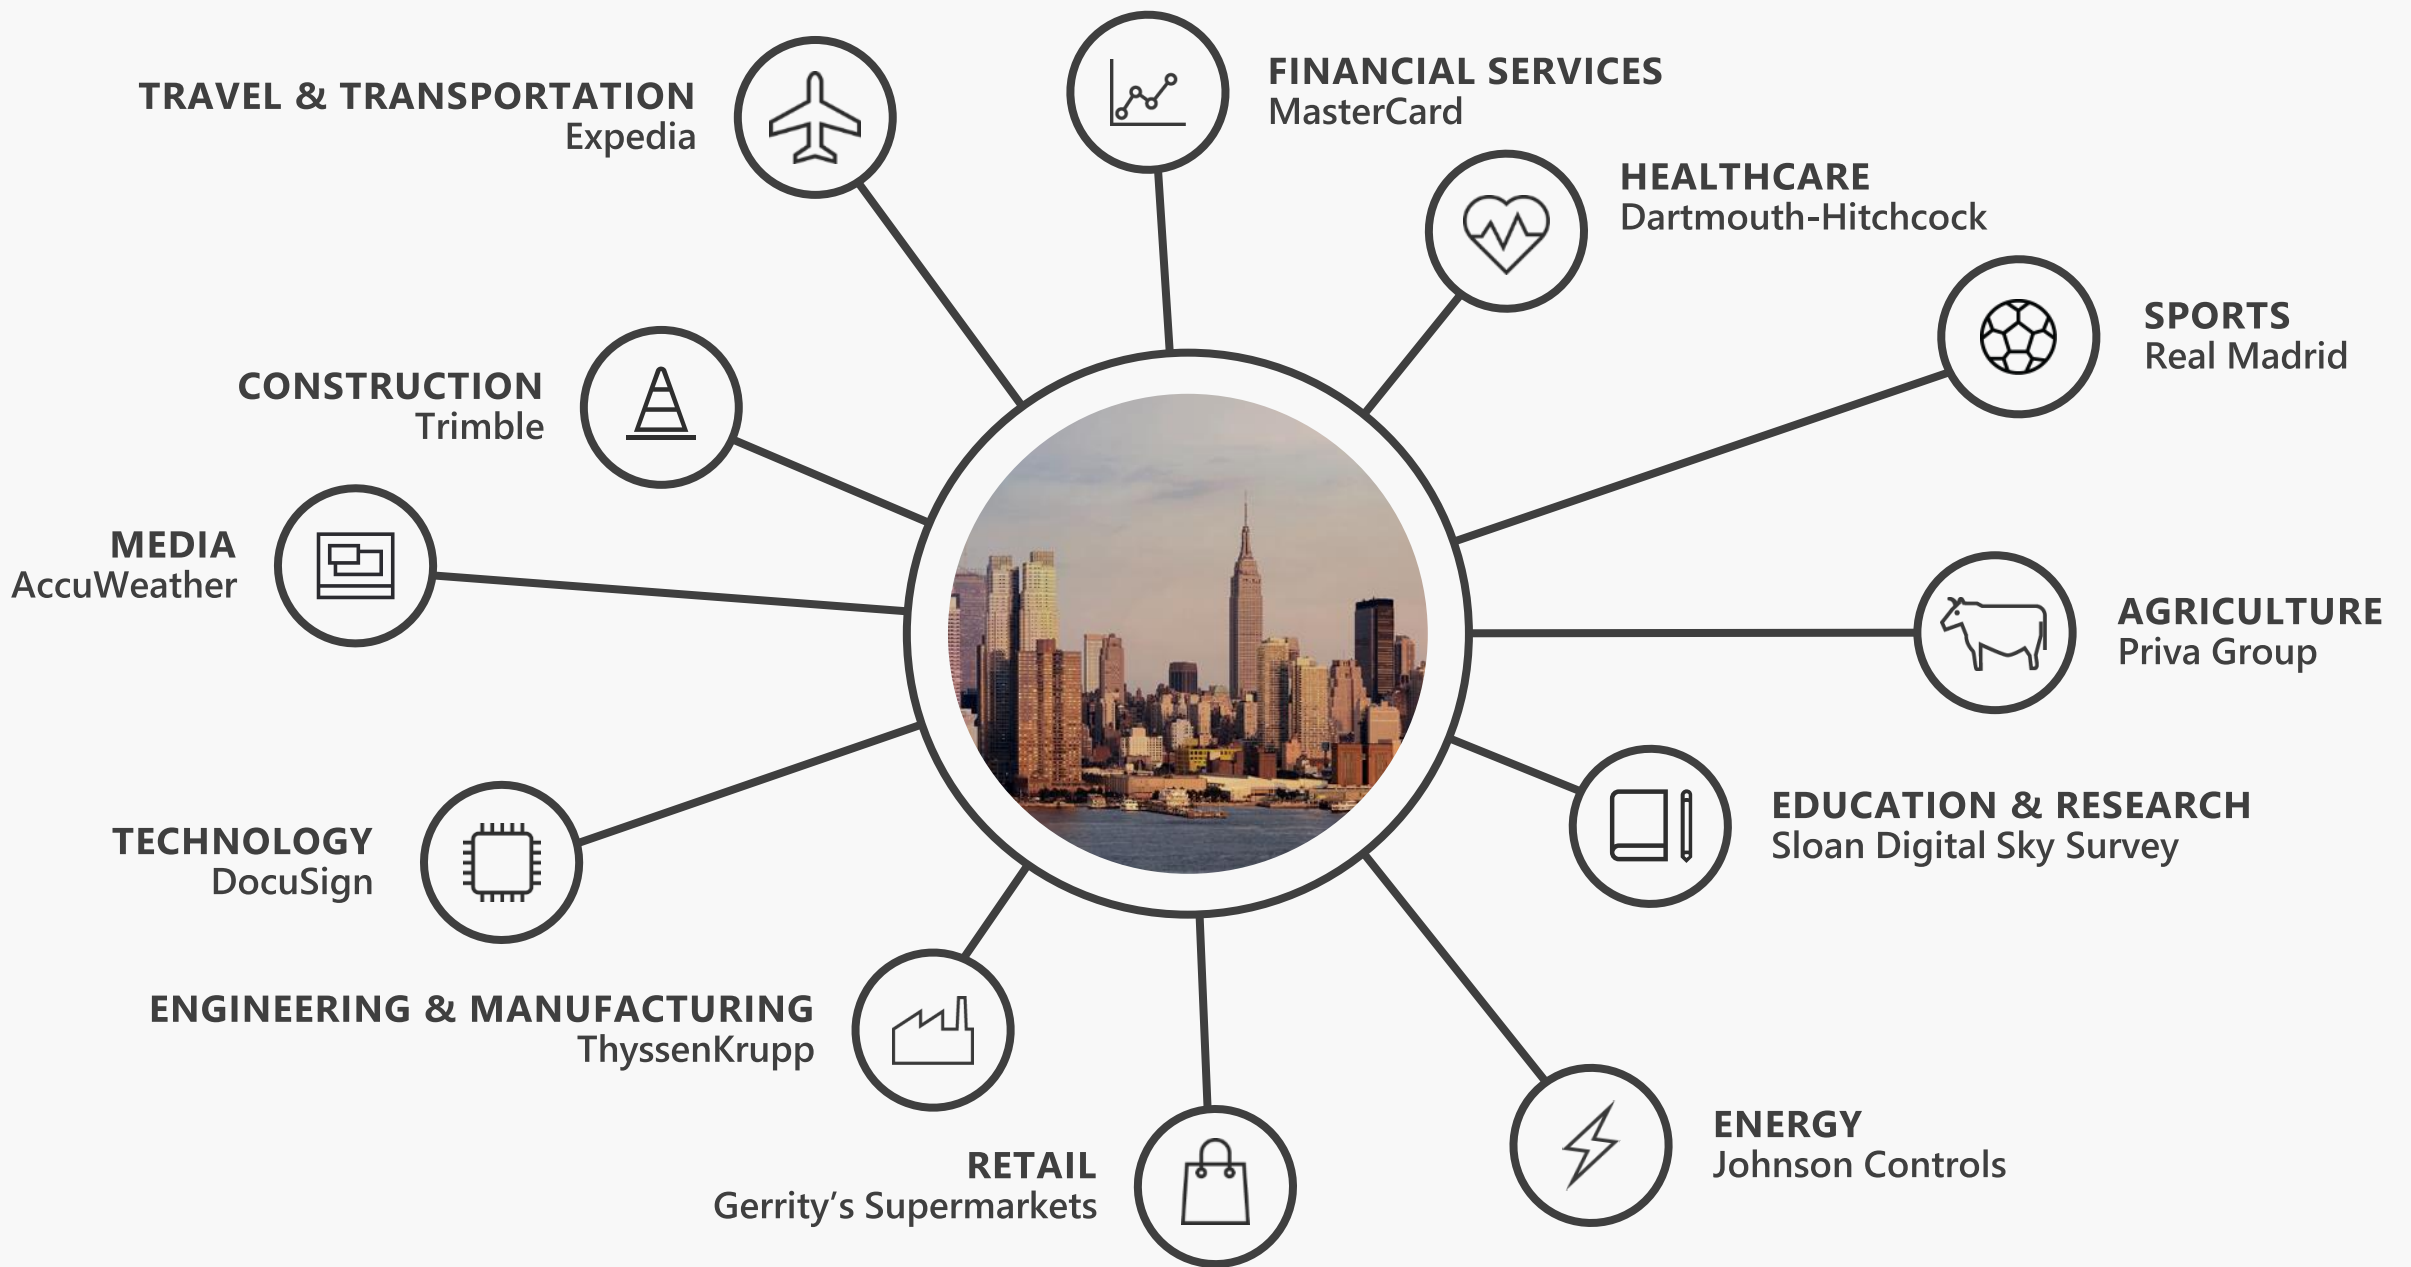 TRAVEL & TRANSPORTATION
Expedia
FINANCIAL SERVICES
MasterCard
HEALTHCARE
Dartmouth-Hitchcock
SPORTS
Real Madrid
CONSTRUCTION
Trimble
MEDIA
AccuWeather
AGRICULTURE
Priva Group
EDUCATION & RESEARCH
Sloan Digital Sky Survey
TECHNOLOGY
DocuSign
ENGINEERING & MANUFACTURING
ThyssenKrupp
RETAIL
Gerrity’s Supermarkets
ENERGY
Johnson Controls